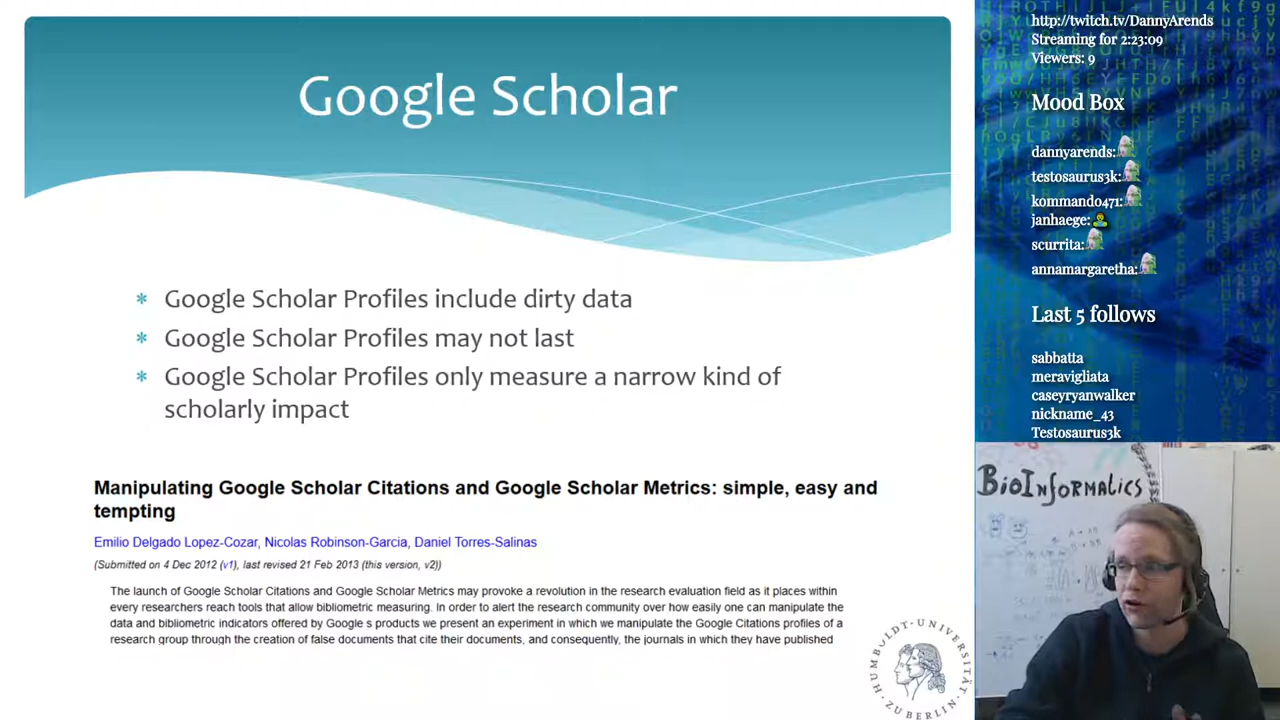 Google Scholar
Google Scholar Profiles include dirty data
Google Scholar Profiles may not last
Google Scholar Profiles only measure a narrow kind of
scholarly impact
Manipulating Google Scholar Citations and Google Scholar Metrics: simple, easy and
tempting
Emilio Delgado Lopez-Cozar, Nicolas Robinson-Garcia, Daniel Torres-Salinas
(Submitted on 4 Dec 2012 (v1), last revised 21 Feb 2013 (this version, v2))
The launch of Google Scholar Citations and Google Scholar Metrics may provoke a revolution in the research evaluation field as it places within
every researchers reach tools that allow bibliometric measuring. In order to alert the research community over how easily one can manipulate the
data and bibliometric indicators offered by Google s products we present an experiment in which we manipulate the Google Citations profiles of a
research group through the creation of false documents that cite their documents, and consequently, the journals in which they have published
HUMBOLDT-UNIVERSITÄT
ZU BERLIN
http://twitch.tv/DannyArends
Streaming for 2:23:09
Viewers: 9
Mood Box
dannyarends:
testosaurus3k:
kommando471:
janhaege:
scurrita:
annamargaretha:
Last 5 follows
sabbatta
meravigliata
caseyryanwalker
nickname_43
Testosaurus3k
BioInformatics